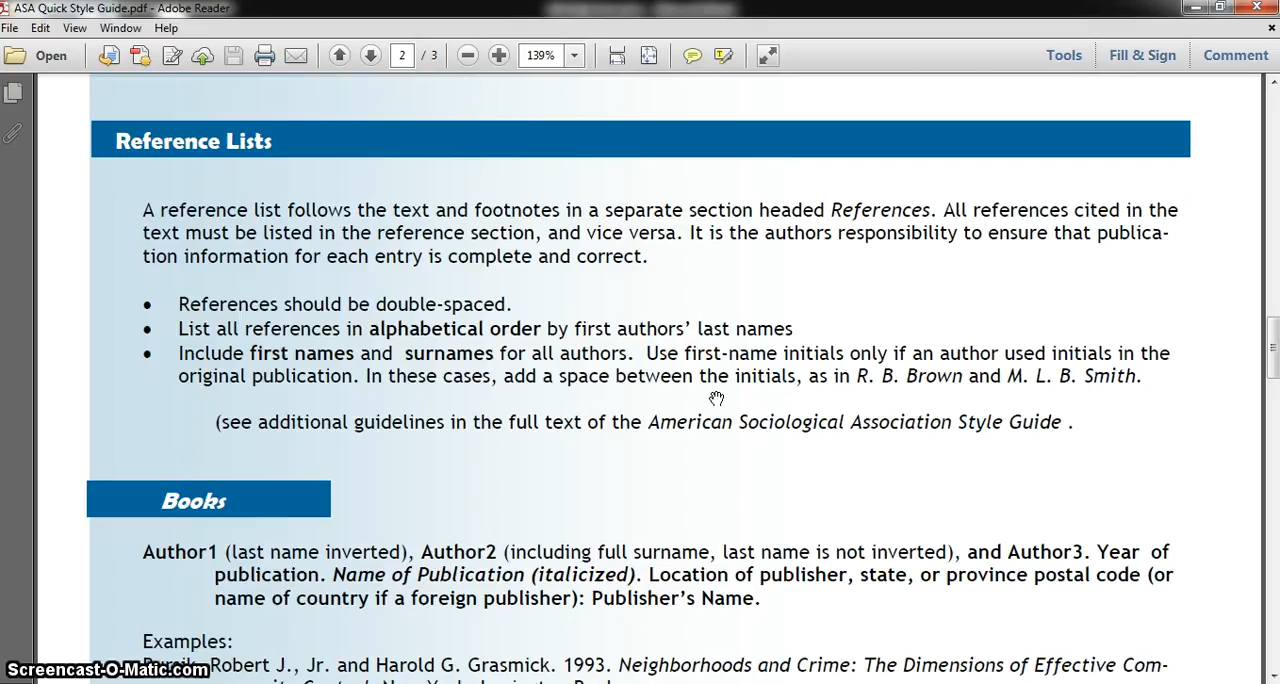 ASA Quick Style Guide.pdf - Adobe Reader
File Edit View Window Help
Open 2 / 3 139% Tools Fill & Sign Comment
Reference Lists
A reference list follows the text and footnotes in a separate section headed References. All references cited in the
text must be listed in the reference section, and vice versa. It is the authors responsibility to ensure that publica-
tion information for each entry is complete and correct.
• References should be double-spaced.
• List all references in alphabetical order by first authors’ last names
• Include first names and surnames for all authors. Use first-name initials only if an author used initials in the
original publication. In these cases, add a space between the initials, as in R. B. Brown and M. L. B. Smith.
(see additional guidelines in the full text of the American Sociological Association Style Guide .
Books
Author1 (last name inverted), Author2 (including full surname, last name is not inverted), and Author3. Year of
publication. Name of Publication (italicized). Location of publisher, state, or province postal code (or
name of country if a foreign publisher): Publisher’s Name.
Examples:
Robert J., Jr. and Harold G. Grasmick. 1993. Neighborhoods and Crime: The Dimensions of Effective Com-
Screencast-O-Matic.com